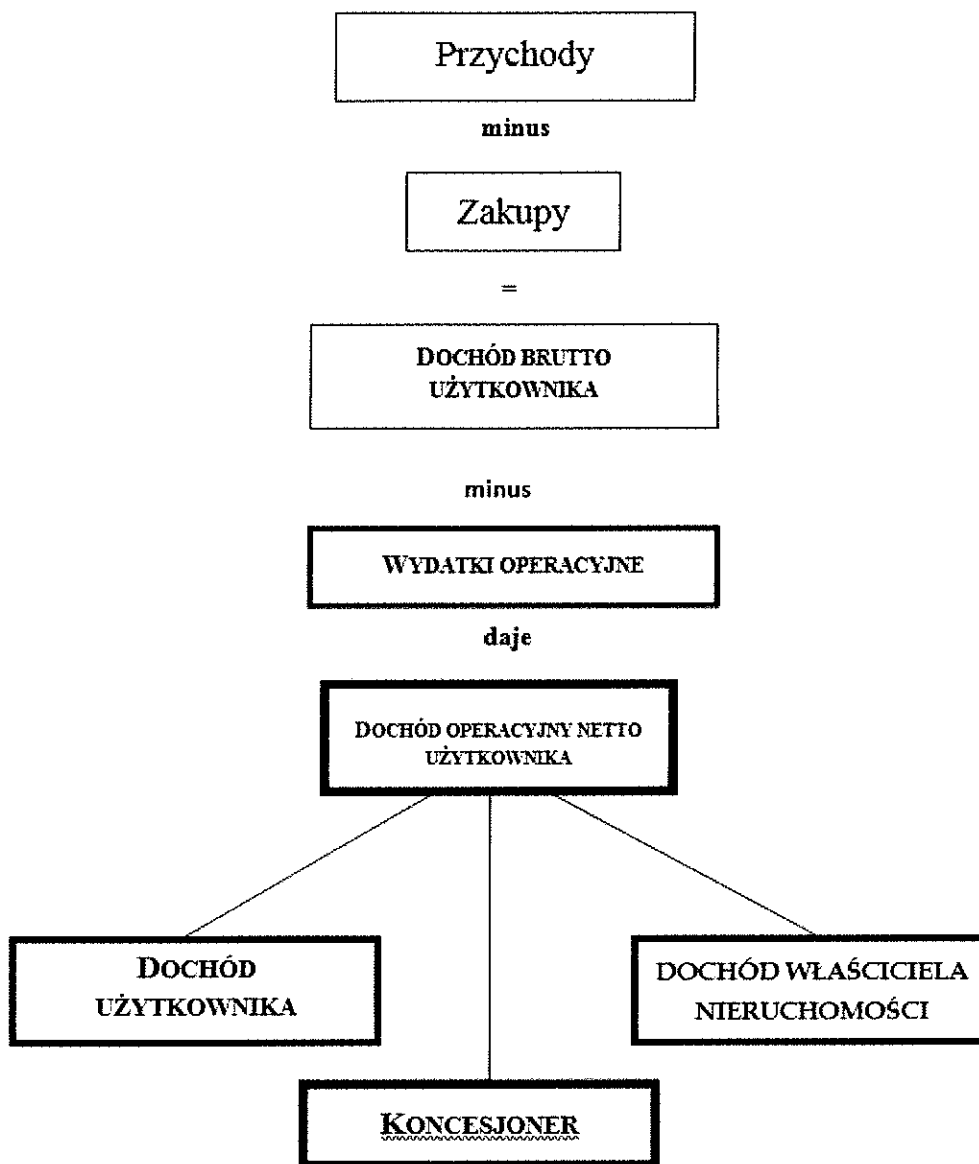 Przychody
minus
Zakupy
=
DOCHÓD BRUTTO
UŻYTKOWNIKA
minus
WYDATKI OPERACYJNE
daje
DOCHÓD OPERACYJNY NETTO
UŻYTKOWNIKA
DOCHÓD
UŻYTKOWNIKA
DOCHÓD WŁAŚCICIELA
NIERUCHOMOŚCI
KONCESJONER